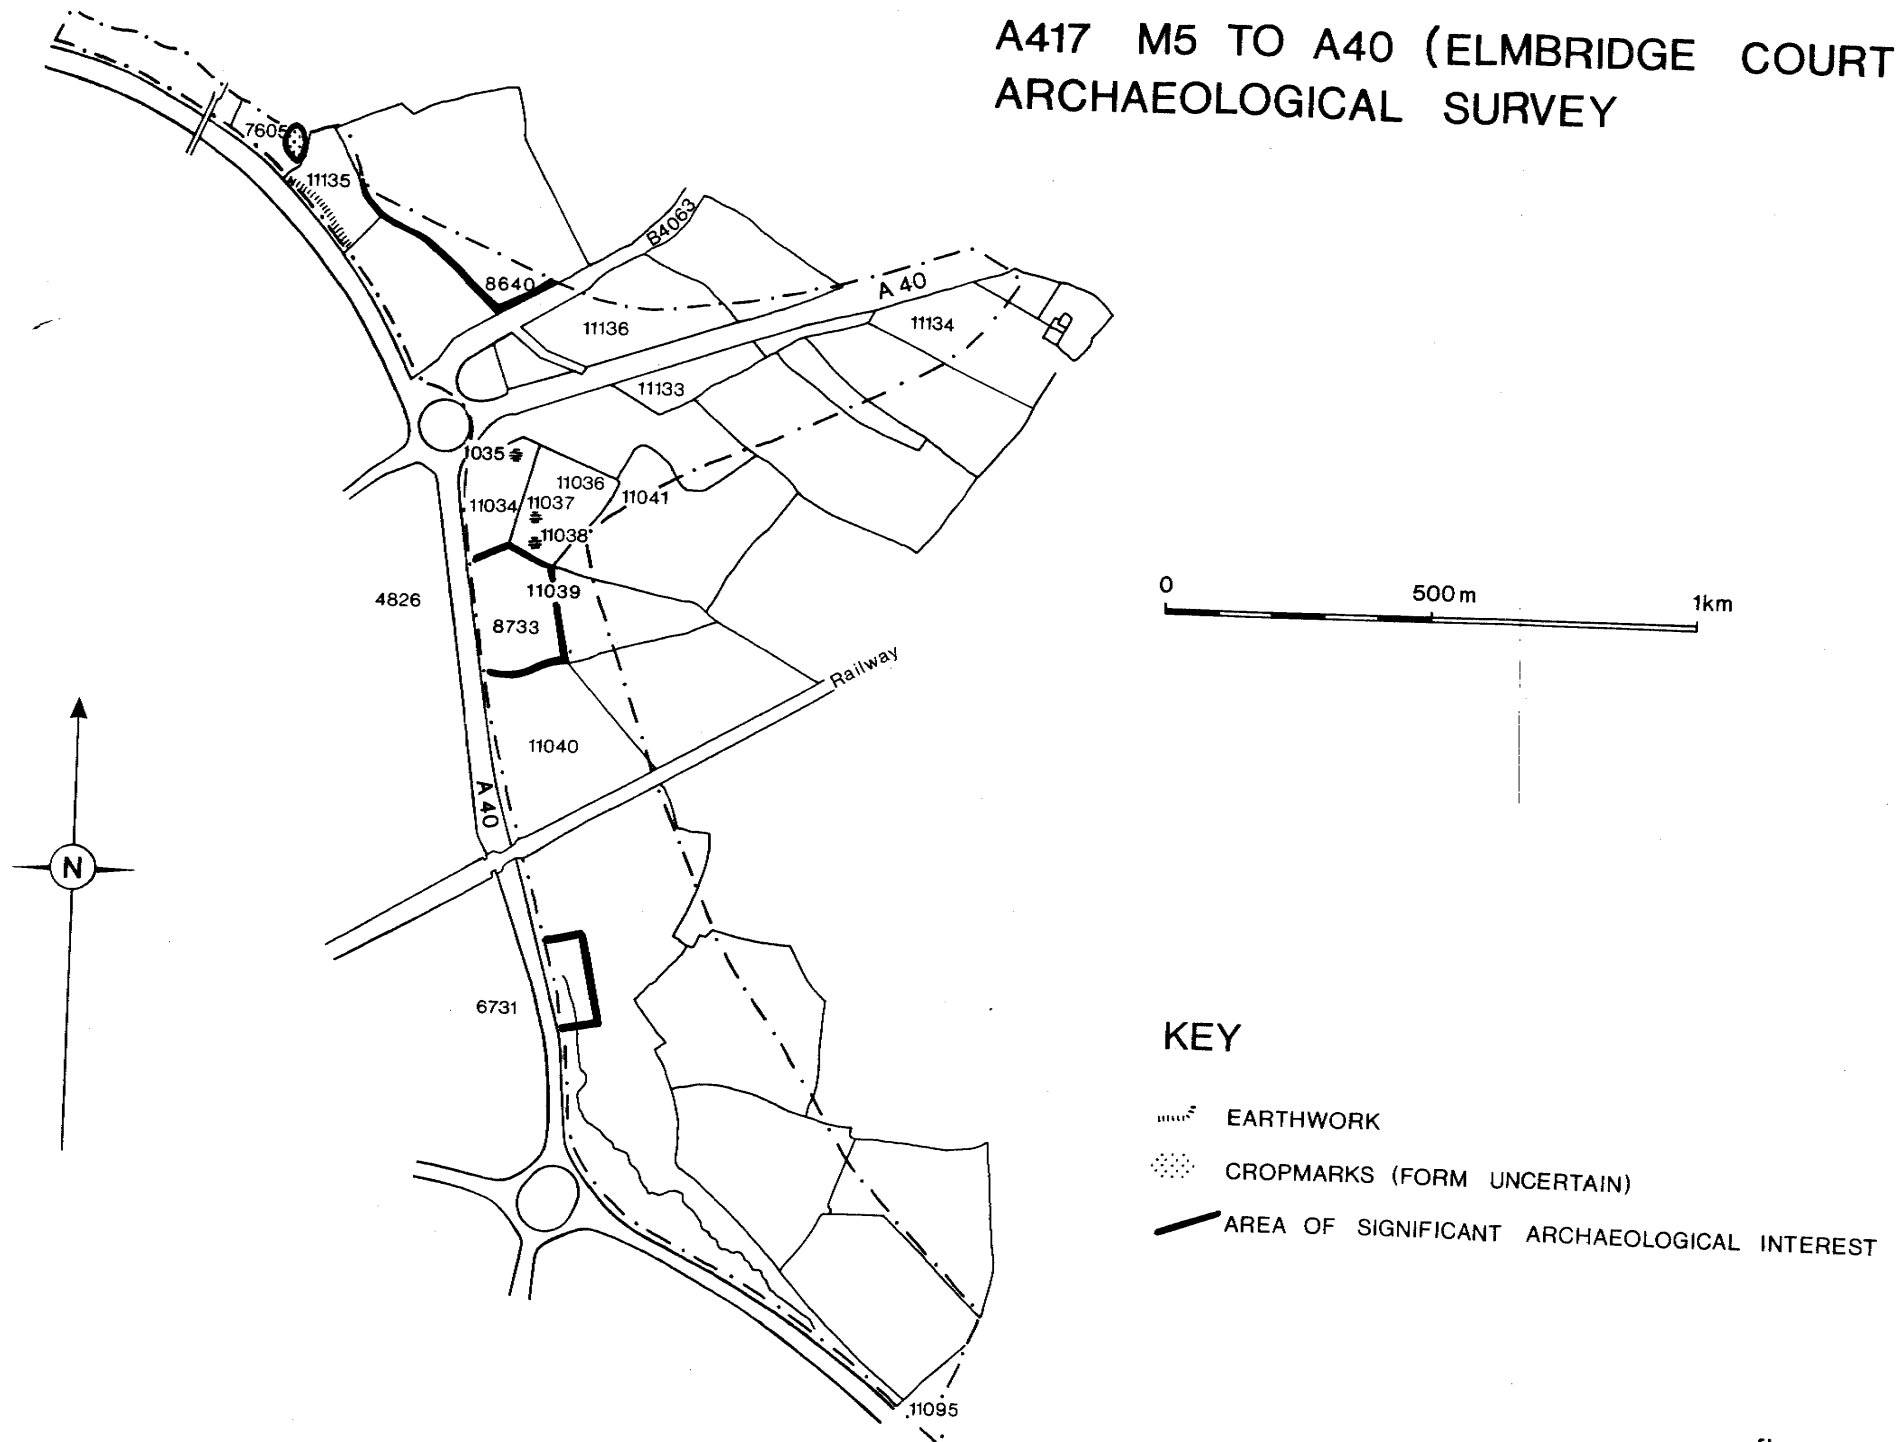 A417 M5 TO A40 (ELMBRIDGE COURT
ARCHAEOLOGICAL SURVEY
7605
11135
B4063
8640
A 40
11136
11134
11133
1035
11036
11034
11037
11041
11038
11039
4826
8733
0
500m
1km
Railway
11040
A 40
N
6731
KEY
EARTHWORK
CROPMARKS (FORM UNCERTAIN)
AREA OF SIGNIFICANT ARCHAEOLOGICAL INTEREST
11095